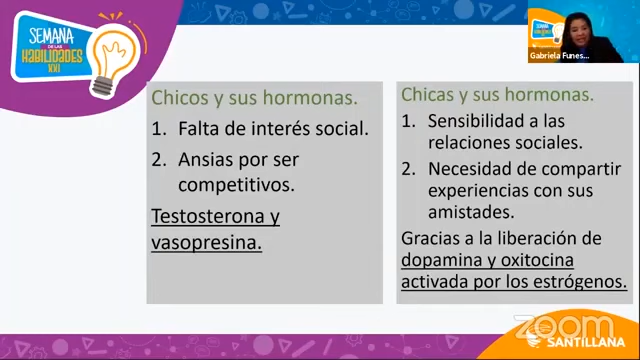 SEMANA
DE LAS
HABILIDADES
XXI
Gabriela Funes...
Chicos y sus hormonas.
1. Falta de interés social.
2. Ansias por ser
competitivos.
Testosterona y
vasopresina.
Chicas y sus hormonas.
1. Sensibilidad a las
relaciones sociales.
2. Necesidad de compartir
experiencias con sus
amistades.
Gracias a la liberación de
dopamina y oxitocina
activada por los estrógenos.
zoom
SANTILLANA